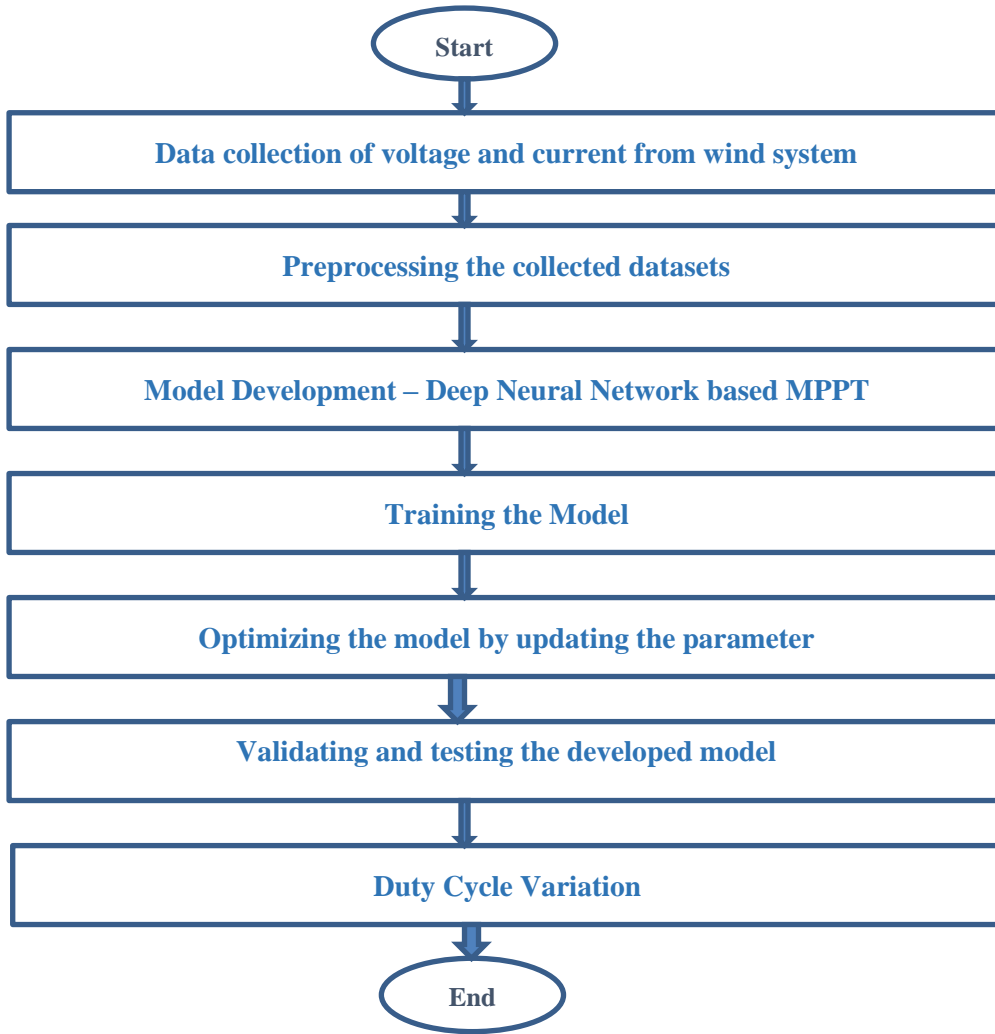 Start
Data collection of voltage and current from wind system
Preprocessing the collected datasets
Model Development – Deep Neural Network based MPPT
Training the Model
Optimizing the model by updating the parameter
Validating and testing the developed model
Duty Cycle Variation
End